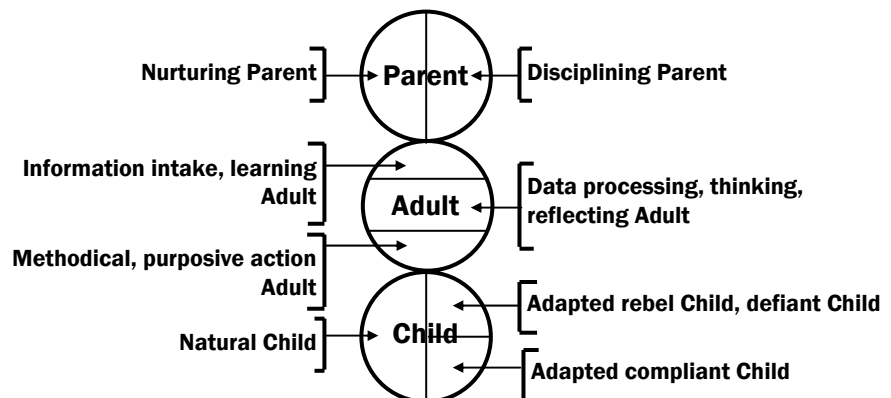 Nurturing Parent
Parent
Disciplining Parent
Information intake, learning
Adult
Adult
Data processing, thinking,
reflecting Adult
Methodical, purposive action
Adult
Adapted rebel Child, defiant Child
Child
Natural Child
Adapted compliant Child